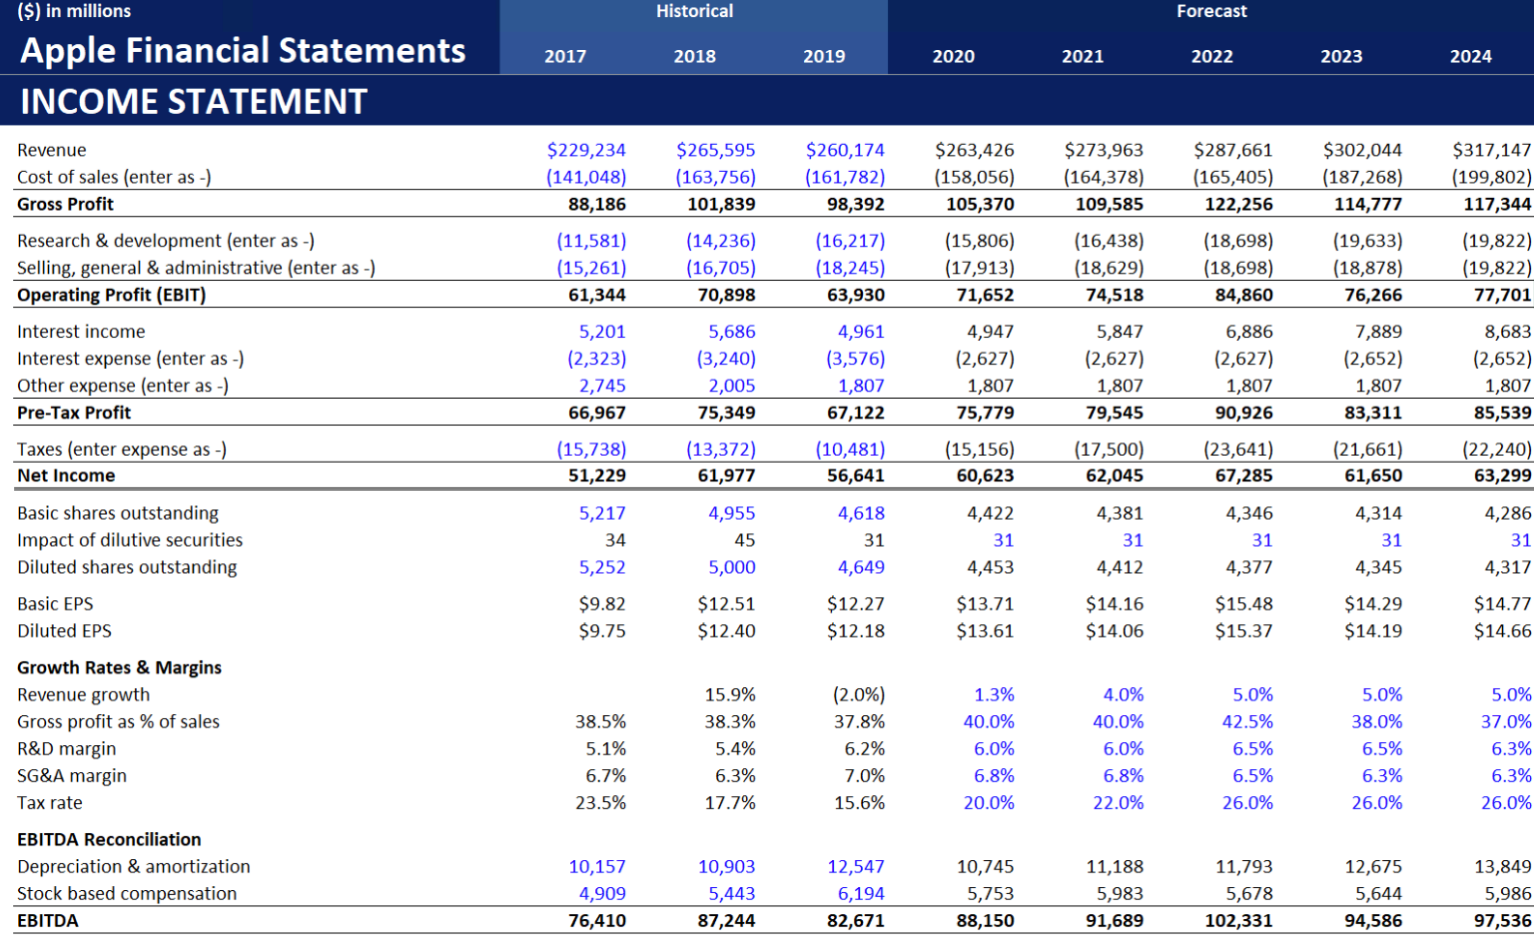 ($) in millions Historical Forecast
Apple Financial Statements 2017 2018 2019 2020 2021 2022 2023 2024
INCOME STATEMENT
Revenue $229,234 $265,595 $260,174 $263,426 $273,963 $287,661 $302,044 $317,147
Cost of sales (enter as -) (141,048) (163,756) (161,782) (158,056) (164,378) (165,405) (187,268) (199,802)
Gross Profit 88,186 101,839 98,392 105,370 109,585 122,256 114,777 117,344
Research & development (enter as -) (11,581) (14,236) (16,217) (15,806) (16,438) (18,698) (19,633) (19,822)
Selling, general & administrative (enter as -) (15,261) (16,705) (18,245) (17,913) (18,629) (18,698) (18,878) (19,822)
Operating Profit (EBIT) 61,344 70,898 63,930 71,652 74,518 84,860 76,266 77,701
Interest income 5,201 5,686 4,961 4,947 5,847 6,886 7,889 8,683
Interest expense (enter as -) (2,323) (3,240) (3,576) (2,627) (2,627) (2,627) (2,652) (2,652)
Other expense (enter as -) 2,745 2,005 1,807 1,807 1,807 1,807 1,807 1,807
Pre-Tax Profit 66,967 75,349 67,122 75,779 79,545 90,926 83,311 85,539
Taxes (enter expense as -) (15,738) (13,372) (10,481) (15,156) (17,500) (23,641) (21,661) (22,240)
Net Income 51,229 61,977 56,641 60,623 62,045 67,285 61,650 63,299
Basic shares outstanding 5,217 4,955 4,618 4,422 4,381 4,346 4,314 4,286
Impact of dilutive securities 34 45 31 31 31 31 31 31
Diluted shares outstanding 5,252 5,000 4,649 4,453 4,412 4,377 4,345 4,317
Basic EPS $9.82 $12.51 $12.27 $13.71 $14.16 $15.48 $14.29 $14.77
Diluted EPS $9.75 $12.40 $12.18 $13.61 $14.06 $15.37 $14.19 $14.66
Growth Rates & Margins
Revenue growth 15.9% (2.0%) 1.3% 4.0% 5.0% 5.0% 5.0%
Gross profit as % of sales 38.5% 38.3% 37.8% 40.0% 40.0% 42.5% 38.0% 37.0%
R&D margin 5.1% 5.4% 6.2% 6.0% 6.0% 6.5% 6.5% 6.3%
SG&A margin 6.7% 6.3% 7.0% 6.8% 6.8% 6.5% 6.3% 6.3%
Tax rate 23.5% 17.7% 15.6% 20.0% 22.0% 26.0% 26.0% 26.0%
EBITDA Reconciliation
Depreciation & amortization 10,157 10,903 12,547 10,745 11,188 11,793 12,675 13,849
Stock based compensation 4,909 5,443 6,194 5,753 5,983 5,678 5,644 5,986
EBITDA 76,410 87,244 82,671 88,150 91,689 102,331 94,586 97,536